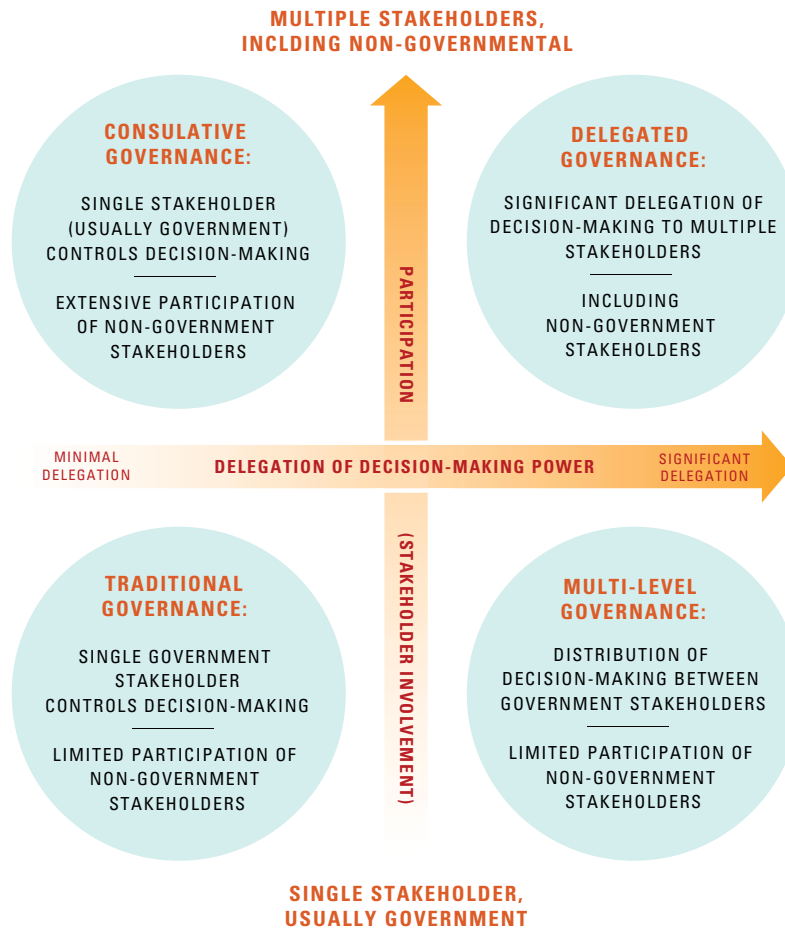 MULTIPLE STAKEHOLDERS,
INCLDING NON-GOVERNMENTAL
CONSULATIVE
GOVERNANCE:
SINGLE STAKEHOLDER
(USUALLY GOVERNMENT)
CONTROLS DECISION-MAKING
EXTENSIVE PARTICIPATION
OF NON-GOVERNMENT
STAKEHOLDERS
PARTICIPATION
DELEGATED
GOVERNANCE:
SIGNIFICANT DELEGATION OF
DECISION-MAKING TO MULTIPLE
STAKEHOLDERS
INCLUDING
NON-GOVERNMENT
STAKEHOLDERS
MINIMAL
DELEGATION
DELEGATION OF DECISION-MAKING POWER
SIGNIFICANT
DELEGATION
TRADITIONAL
GOVERNANCE:
SINGLE GOVERNMENT
STAKEHOLDER
CONTROLS DECISION-MAKING
LIMITED PARTICIPATION OF
NON-GOVERNMENT
STAKEHOLDERS
(STAKEHOLDER INVOLVEMENT)
MULTI-LEVEL
GOVERNANCE:
DISTRIBUTION OF
DECISION-MAKING BETWEEN
GOVERNMENT STAKEHOLDERS
LIMITED PARTICIPATION OF
NON-GOVERNMENT
STAKEHOLDERS
SINGLE STAKEHOLDER,
USUALLY GOVERNMENT